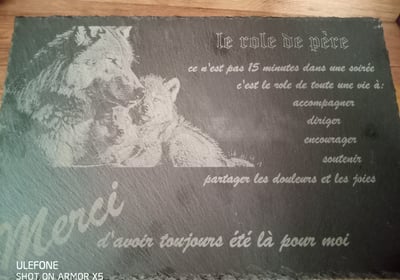 le role de père
ce n'est pas 15 minutes dans une soirée
c'est le role de toute une vie à:
accompagner
diriger
encourager
soutenir
partager les douleurs et les joies
Merci
d'avoir toujours été là pour moi
ULEFONE
SHOT ON ARMOR X5